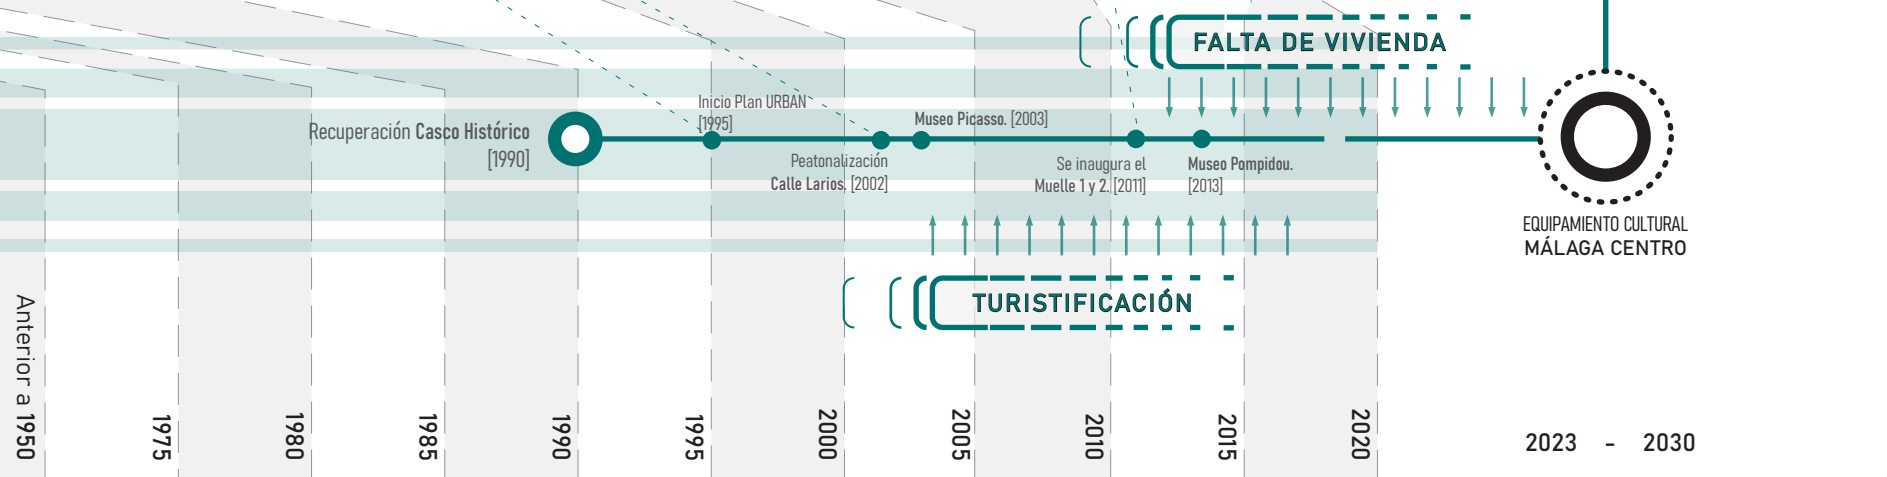 FALTA DE VIVIENDA
Inicio Plan URBAN
[1995]
Recuperación Casco Histórico
[1990]
Museo Picasso. [2003]
Peatonalización
Calle Larios. [2002]
Se inaugura el
Muelle 1 y 2. [2011]
Museo Pompidou.
[2013]
EQUIPAMIENTO CULTURAL
MÁLAGA CENTRO
TURISTIFICACIÓN
Anterior a 1950
1975
1980
1985
1990
1995
2000
2005
2010
2015
2020
2023 - 2030